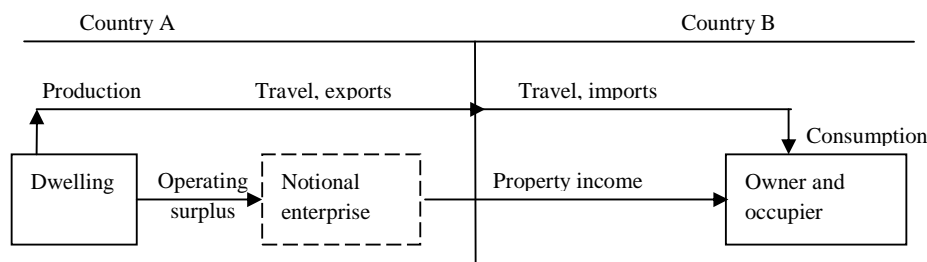 Country A
Country B
Production
Travel, exports
Travel, imports
Consumption
Dwelling
Operating
surplus
Notional
enterprise
Property income
Owner and
occupier